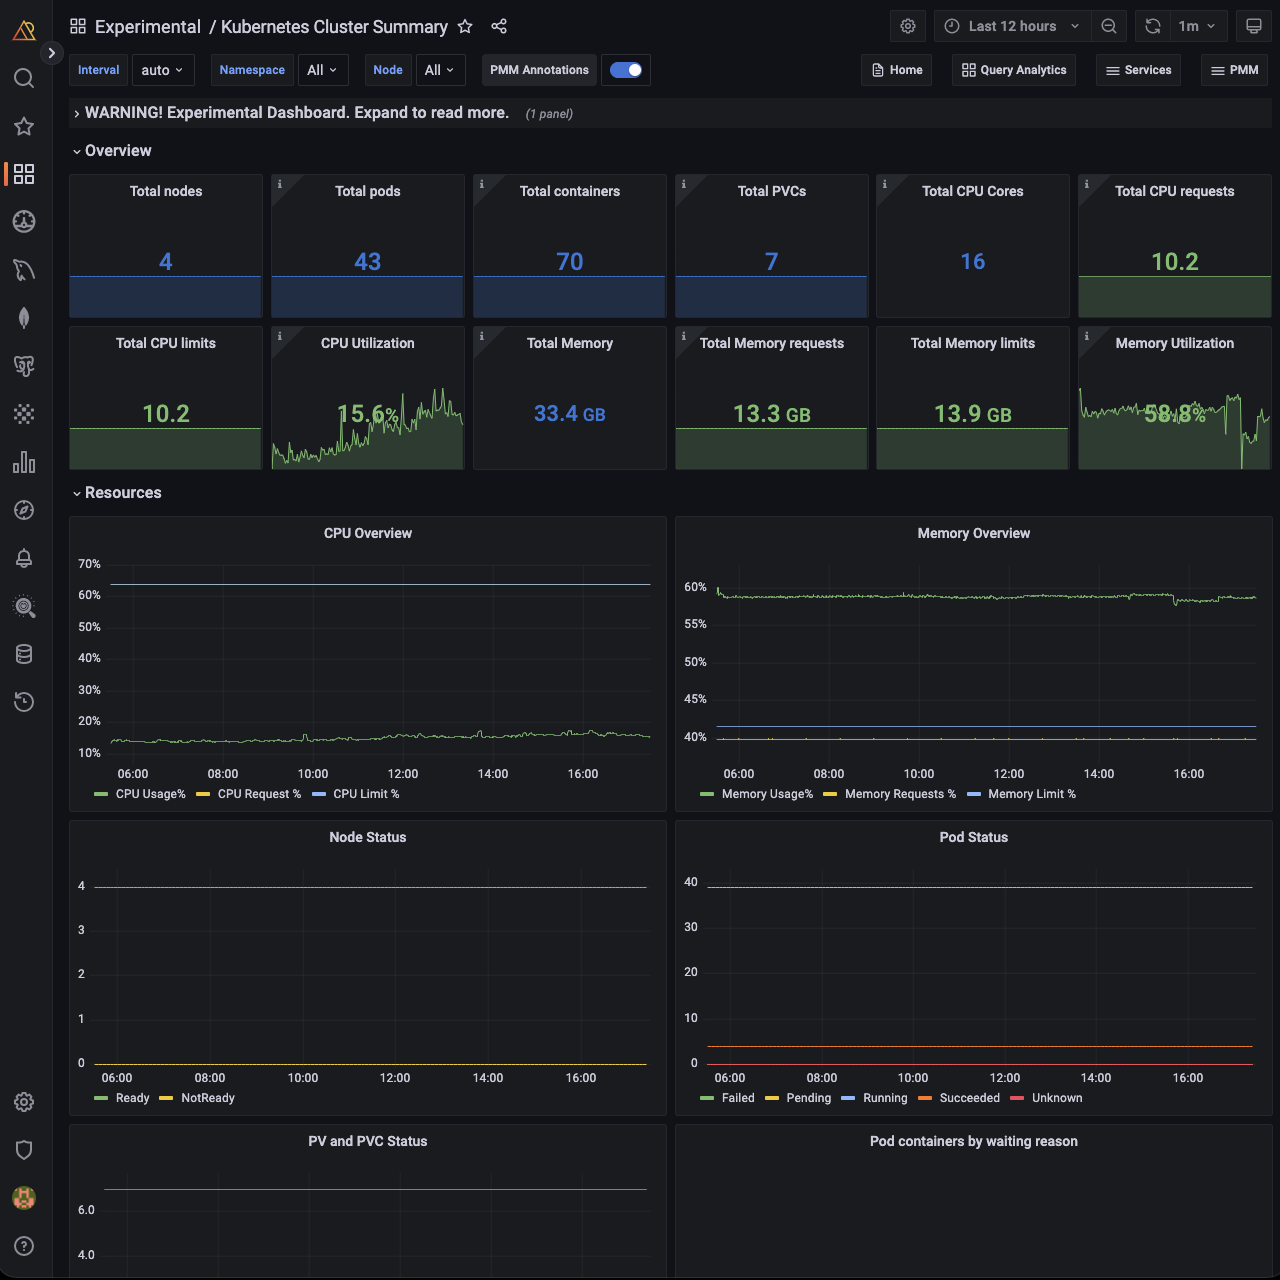 Experimental / Kubernetes Cluster Summary
Last 12 hours
1m
Interval
auto
Namespace
All
Node
All
PMM Annotations
Home
Query Analytics
Services
PMM
WARNING! Experimental Dashboard. Expand to read more. (1 panel)
Overview
Total nodes
4
Total pods
43
Total containers
70
Total PVCs
7
Total CPU Cores
16
Total CPU requests
10.2
Total CPU limits
10.2
CPU Utilization
15.6%
Total Memory
33.4 GB
Total Memory requests
13.3 GB
Total Memory limits
13.9 GB
Memory Utilization
58.8%
Resources
CPU Overview
70%
60%
50%
40%
30%
20%
10%
06:00 08:00 10:00 12:00 14:00 16:00
CPU Usage% CPU Request % CPU Limit %
Memory Overview
60%
55%
50%
45%
40%
06:00 08:00 10:00 12:00 14:00 16:00
Memory Usage% Memory Requests % Memory Limit %
Node Status
4
3
2
1
0
06:00 08:00 10:00 12:00 14:00 16:00
Ready NotReady
Pod Status
40
30
20
10
0
06:00 08:00 10:00 12:00 14:00 16:00
Failed Pending Running Succeeded Unknown
PV and PVC Status
6.0
4.0
Pod containers by waiting reason